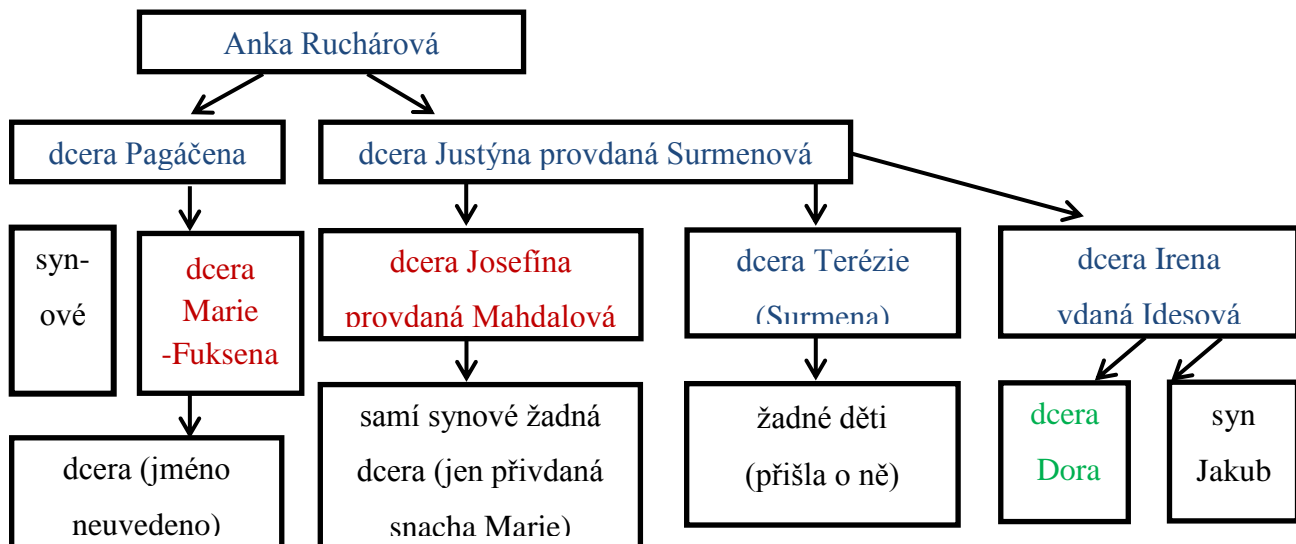 Anka Ruchárová
dcera Pagáčena
dcera Justýna provdaná Surmenová
syn-
ové
dcera
Marie
-Fuksena
dcera Josefína
provdaná Mahdalová
dcera Terézie
(Surmena)
dcera Irena
vdaná Idesová
dcera (jméno
neuvedeno)
samí synové žádná
dcera (jen přivdaná
snacha Marie)
žadné děti
(přišla o ně)
dcera
Dora
syn
Jakub